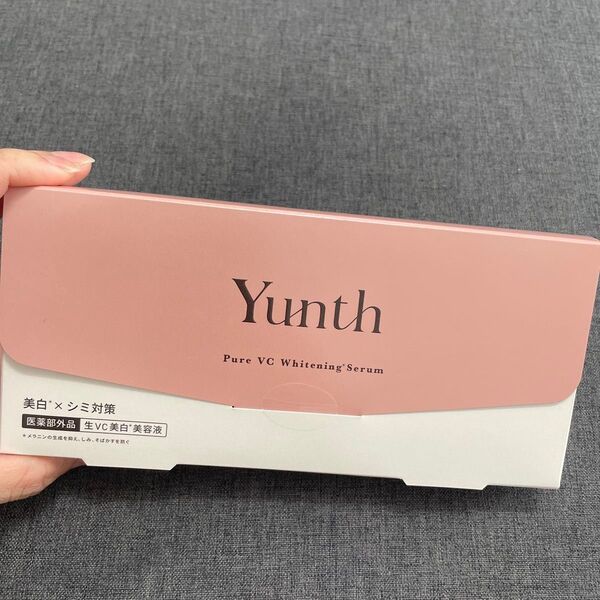 Yunth
Pure VC Whitening*Serum
美白*×シミ対策
医薬部外品 生VC美白*美容液
*メラニンの生成を抑え、しみ、そばかすを防ぐ